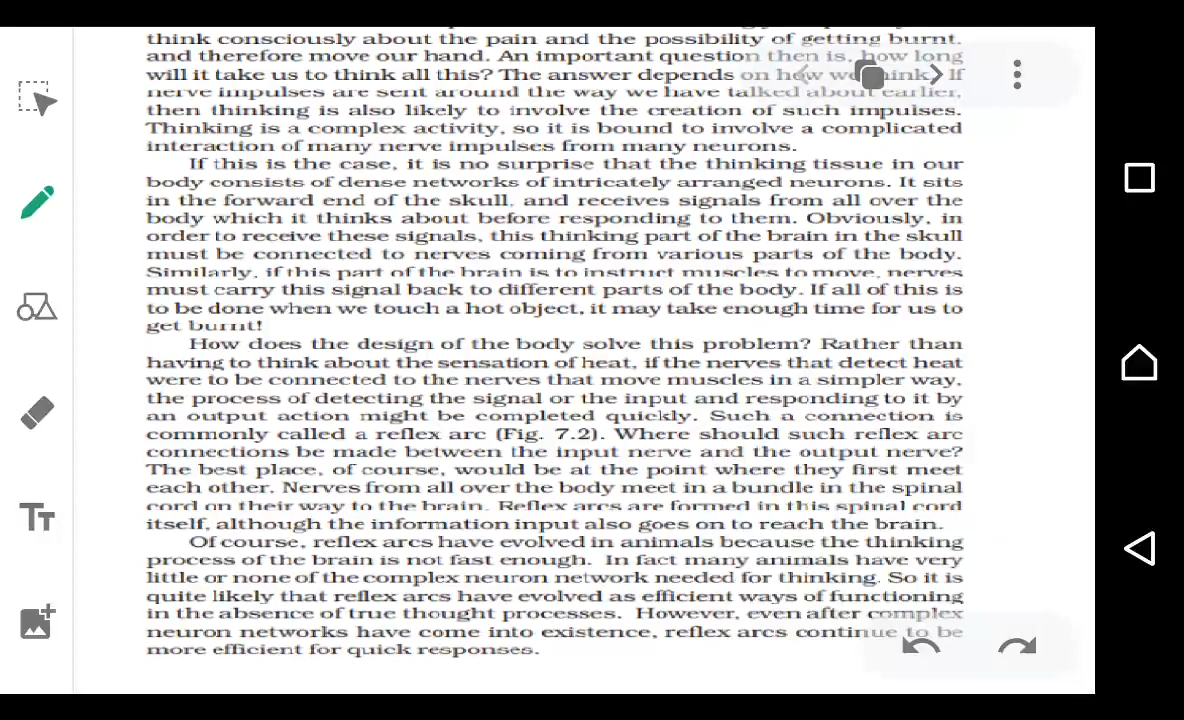 think consciously about the pain and the possibility of getting burnt,
and therefore move our hand. An important question then is, how long
will it take us to think all this? The answer depends on how we think. If
nerve impulses are sent around the way we have talked about earlier,
then thinking is also likely to involve the creation of such impulses.
Thinking is a complex activity, so it is bound to involve a complicated
interaction of many nerve impulses from many neurons.
If this is the case, it is no surprise that the thinking tissue in our
body consists of dense networks of intricately arranged neurons. It sits
in the forward end of the skull, and receives signals from all over the
body which it thinks about before responding to them. Obviously, in
order to receive these signals, this thinking part of the brain in the skull
must be connected to nerves coming from various parts of the body.
Similarly, if this part of the brain is to instruct muscles to move, nerves
must carry this signal back to different parts of the body. If all of this is
to be done when we touch a hot object, it may take enough time for us to
get burnt!
How does the design of the body solve this problem? Rather than
having to think about the sensation of heat, if the nerves that detect heat
were to be connected to the nerves that move muscles in a simpler way,
the process of detecting the signal or the input and responding to it by
an output action might be completed quickly. Such a connection is
commonly called a reflex arc (Fig. 7.2). Where should such reflex arc
connections be made between the input nerve and the output nerve?
The best place, of course, would be at the point where they first meet
each other. Nerves from all over the body meet in a bundle in the spinal
cord on their way to the brain. Reflex arcs are formed in this spinal cord
itself, although the information input also goes on to reach the brain.
Of course, reflex arcs have evolved in animals because the thinking
process of the brain is not fast enough. In fact many animals have very
little or none of the complex neuron network needed for thinking. So it is
quite likely that reflex arcs have evolved as efficient ways of functioning
in the absence of true thought processes. However, even after complex
neuron networks have come into existence, reflex arcs continue to be
more efficient for quick responses.
TT